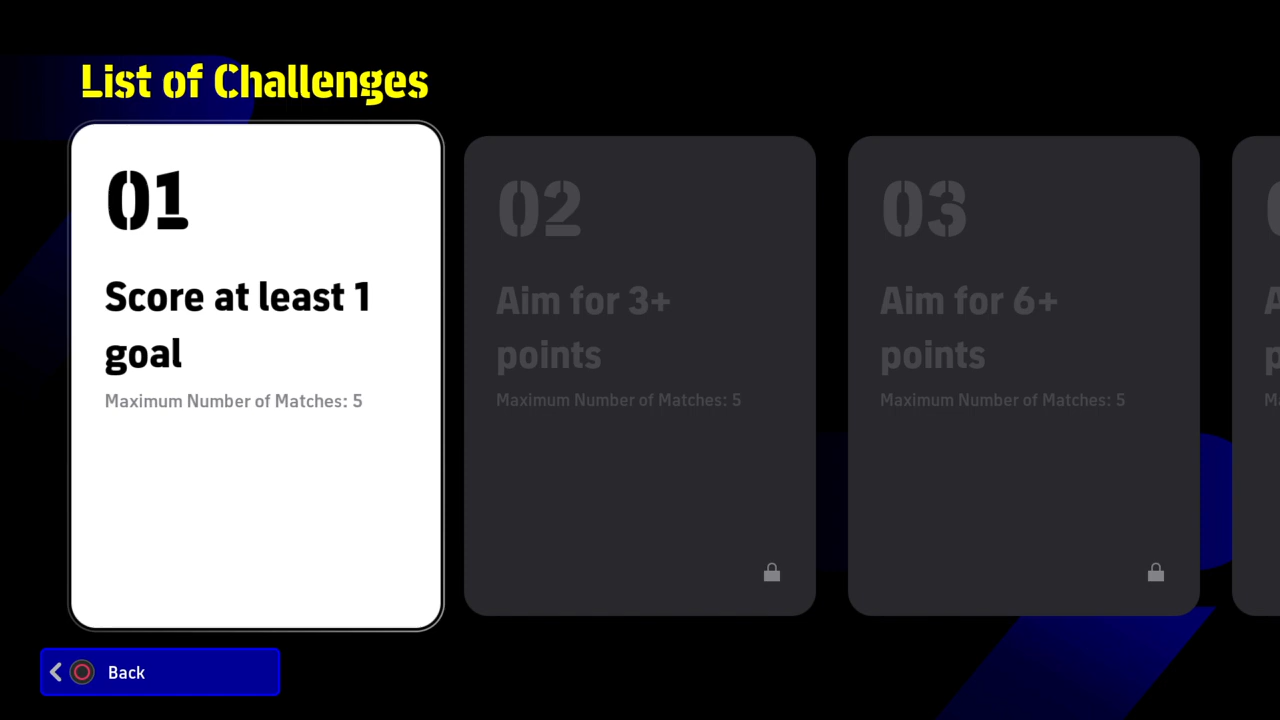 List of Challenges
01
Score at least 1
goal
Maximum Number of Matches: 5
02
Aim for 3+
points
Maximum Number of Matches: 5
03
Aim for 6+
points
Maximum Number of Matches: 5
Back